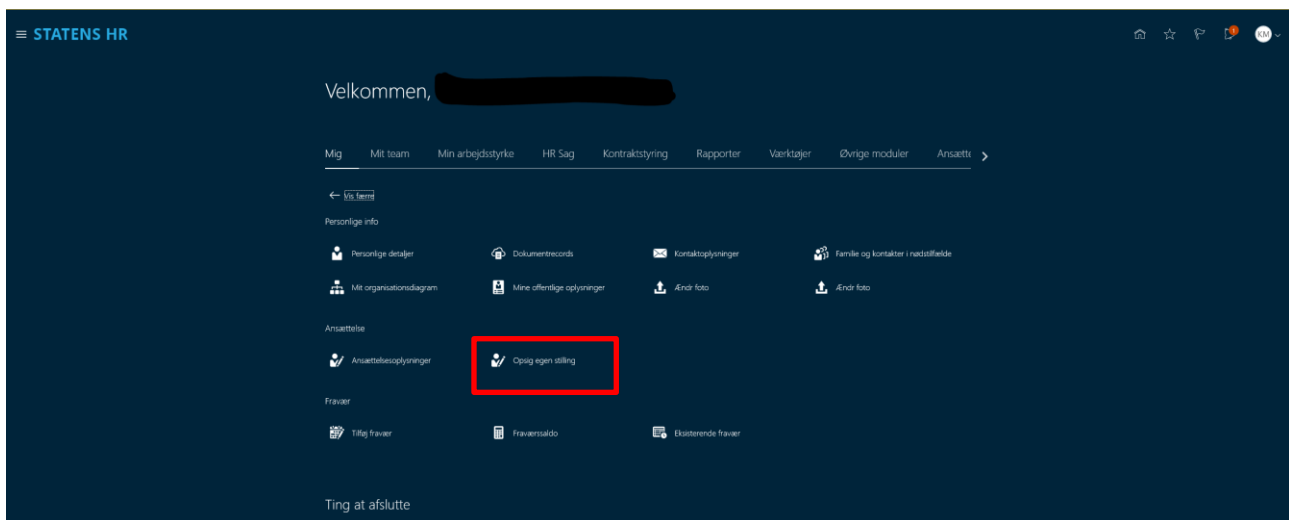 STATENS HR
KM
Velkommen,
Mig Mit team Min arbejdsstyrke HR Sag Kontraktstyring Rapporter Værktøjer Øvrige moduler Ansætte
Vis færre
Personlige info
Personlige detaljer Dokumentrecords Kontaktoplysninger Familie og kontakter i nødstilfælde
Mit organisationsdiagram Mine offentlige oplysninger Ændr foto Ændr foto
Ansættelse
Ansættelsesoplysninger Opsig egen stilling
Fravær
Tilføj fravær Fraværssaldo Eksisterende fravær
Ting at afslutte